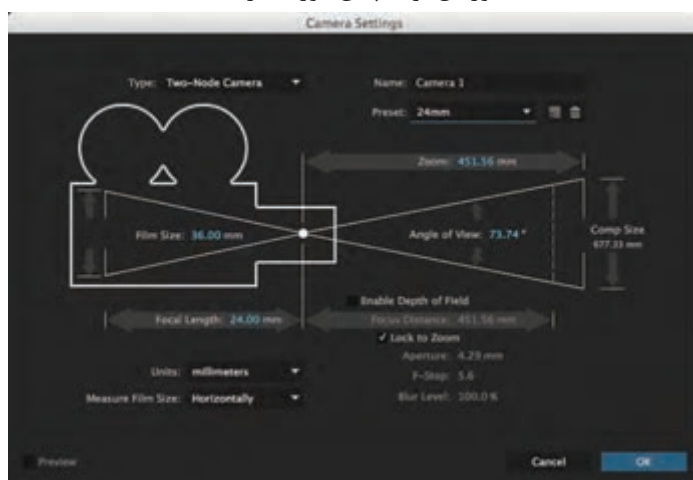 Camera Settings
Type: Two-Node Camera
Name: Camera 1
Preset: 24mm
Zoom: 451.56 mm
Film Size: 36.00 mm
Angle of View: 73.74 °
Comp Size
677.33 mm
Enable Depth of Field
Focal Length: 24.00 mm
Focus Distance: 451.56 mm
Lock to Zoom
Aperture: 4.29 mm
Units: millimeters
F-Stop: 5.6
Measure Film Size: Horizontally
Blur Level: 100.0 %
Preview
Cancel
OK